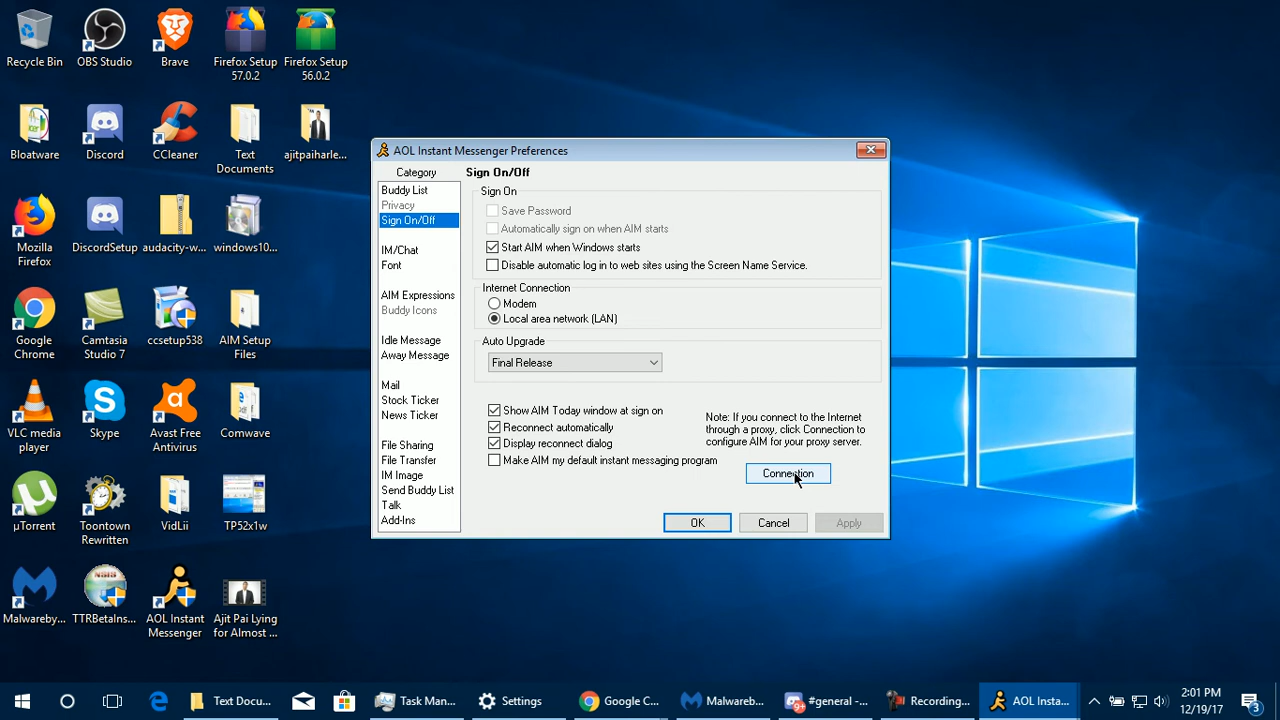 Recycle Bin
OBS Studio
Brave
Firefox Setup
57.0.2
Firefox Setup
56.0.2
Bloatware
Discord
CCleaner
Text
Documents
ajitpaiharle...
Mozilla
Firefox
DiscordSetup
audacity-w...
windows10...
Google
Chrome
Camtasia
Studio 7
ccsetup538
AIM Setup
Files
VLC media
player
Skype
Avast Free
Antivirus
Comwave
µTorrent
Toontown
Rewritten
VidLii
TP52x1w
Malwareby...
TTRBetaIns...
AOL Instant
Messenger
Ajit Pai Lying
for Almost ...
AOL Instant Messenger Preferences
Category
Buddy List
Privacy
Sign On/Off
IM/Chat
Font
AIM Expressions
Buddy Icons
Idle Message
Away Message
Mail
Stock Ticker
News Ticker
File Sharing
File Transfer
IM Image
Send Buddy List
Talk
Add-Ins
Sign On/Off
Sign On
Save Password
Automatically sign on when AIM starts
Start AIM when Windows starts
Disable automatic log in to web sites using the Screen Name Service.
Internet Connection
Modem
Local area network (LAN)
Auto Upgrade
Final Release
Show AIM Today window at sign on
Reconnect automatically
Display reconnect dialog
Make AIM my default instant messaging program
Note: If you connect to the Internet
through a proxy, click Connection to
configure AIM for your proxy server.
Connection
OK
Cancel
Apply
Text Docu...
Task Man...
Settings
Google C...
Malwareb...
9+
#general -...
Recording...
AOL Insta...
2:01 PM
12/19/17
3